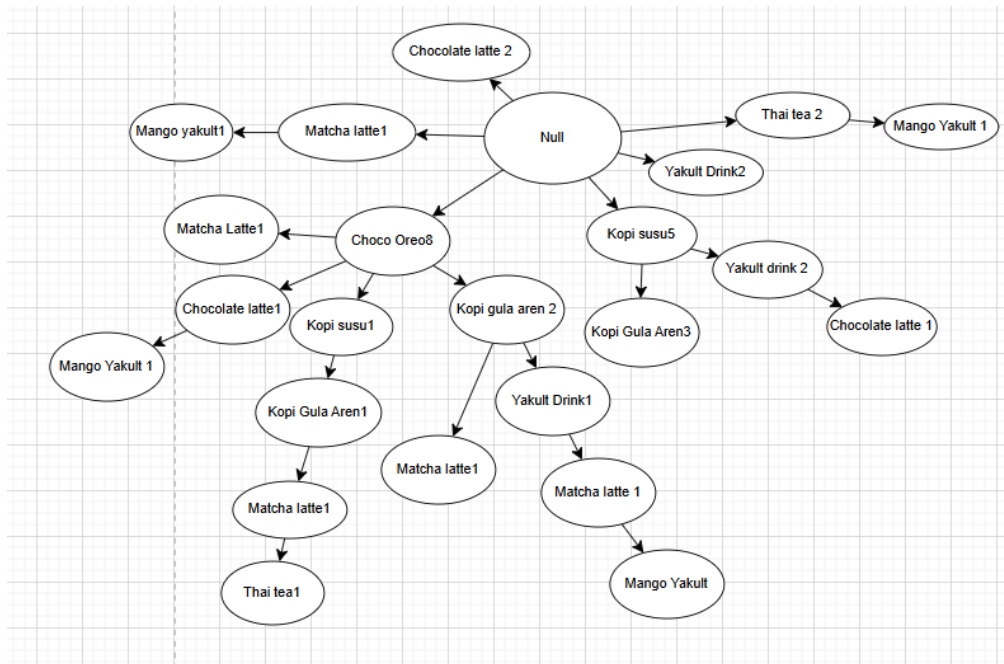 Chocolate latte 2
Thai tea 2
Mango Yakult 1
Mango yakult1
Matcha latte1
Null
Yakult Drink2
Matcha Latte1
Choco Oreo8
Kopi susu5
Yakult drink 2
Chocolate latte1
Kopi susu1
Kopi gula aren 2
Kopi Gula Aren3
Chocolate latte 1
Mango Yakult 1
Kopi Gula Aren1
Yakult Drink1
Matcha latte1
Matcha latte 1
Matcha latte1
Mango Yakult
Thai tea1